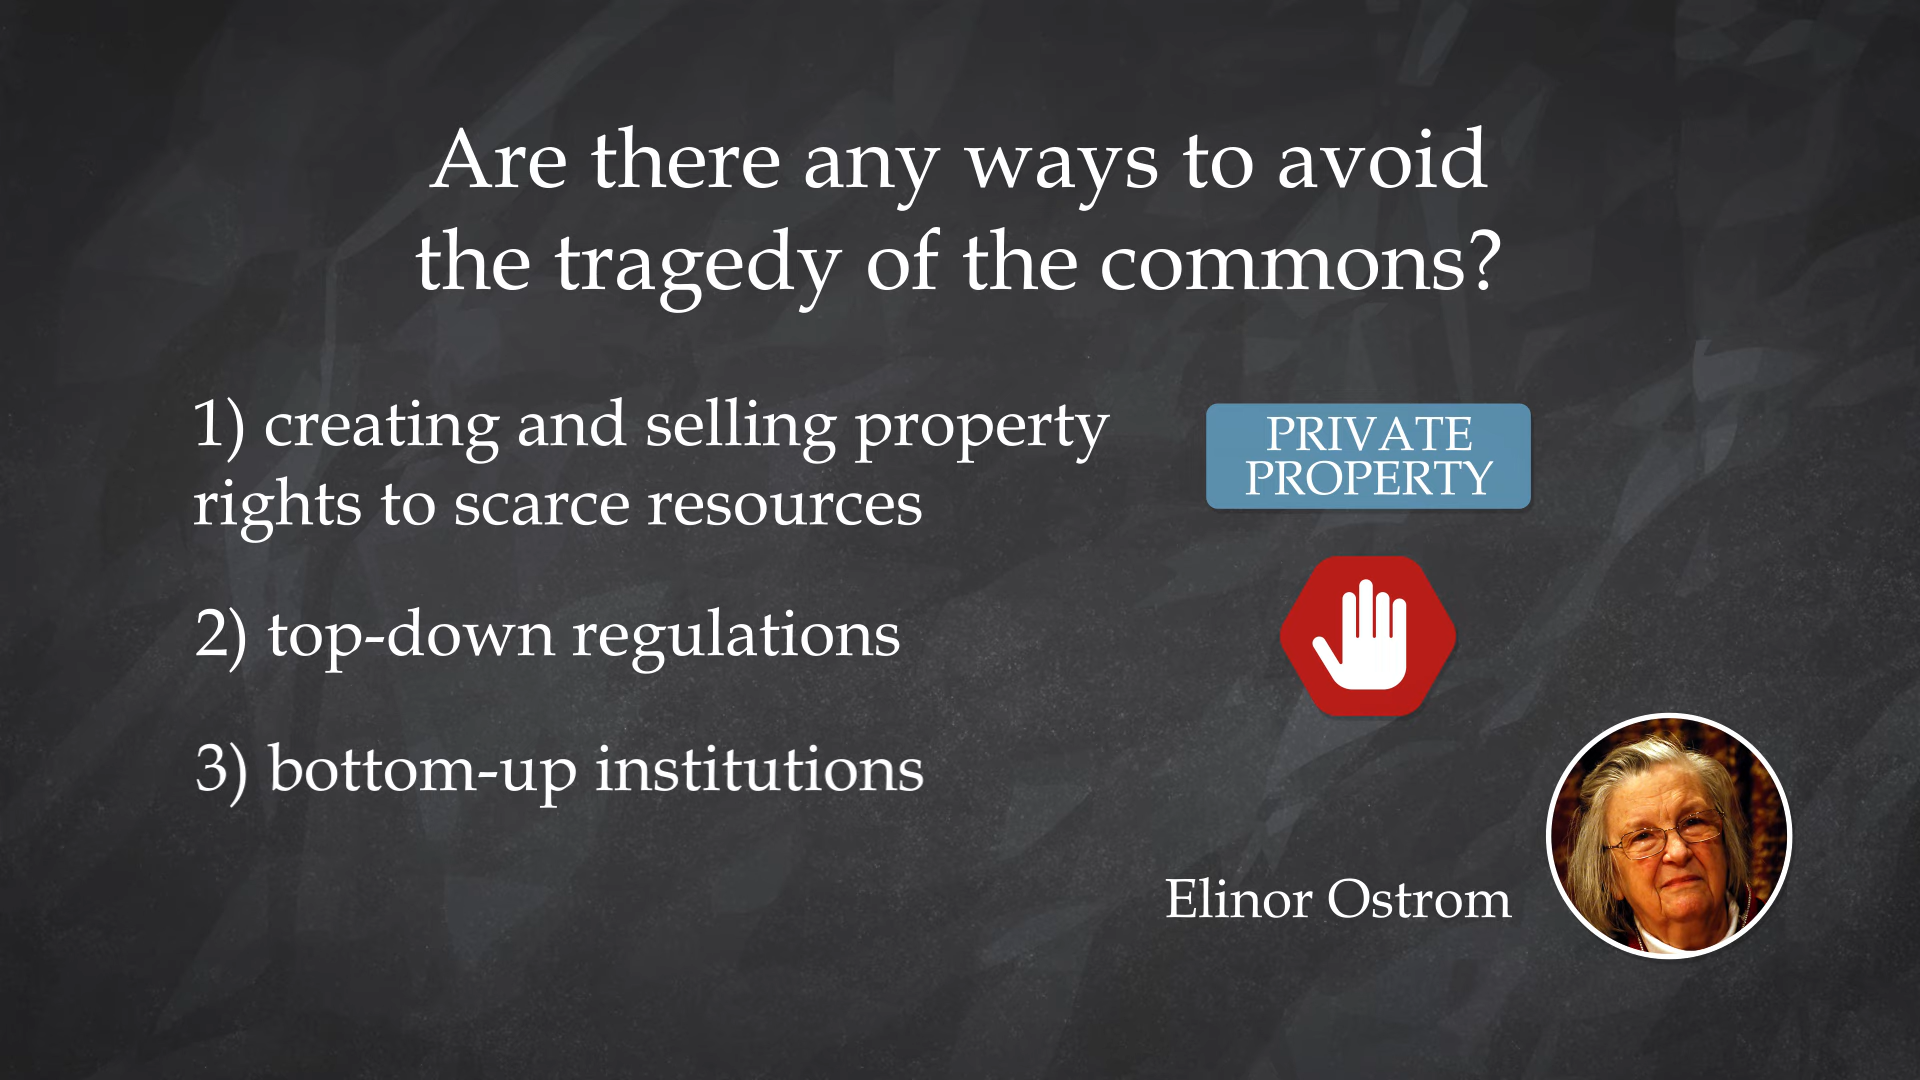 Are there any ways to avoid
the tragedy of the commons?
1) creating and selling property
rights to scarce resources
PRIVATE
PROPERTY
2) top-down regulations
3) bottom-up institutions
Elinor Ostrom